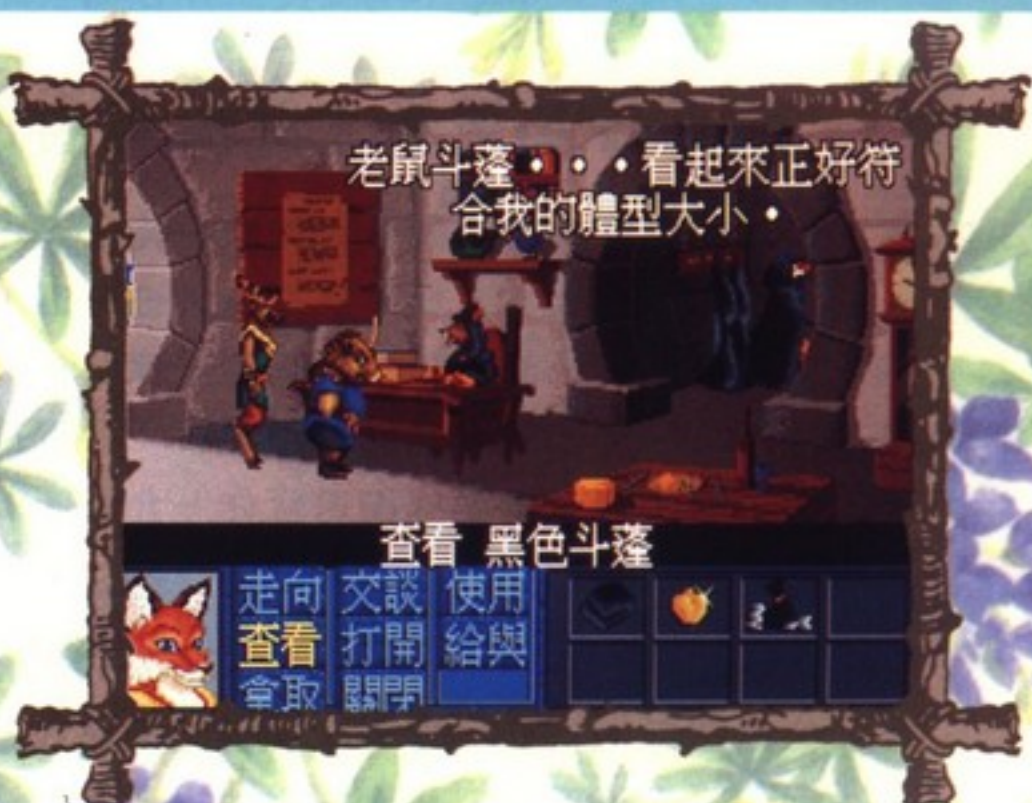 老鼠斗蓬···看起來正好符
合我的體型大小·
查看 黑色斗蓬
走向 交談 使用
查看 打開 給與
拿取 關閉